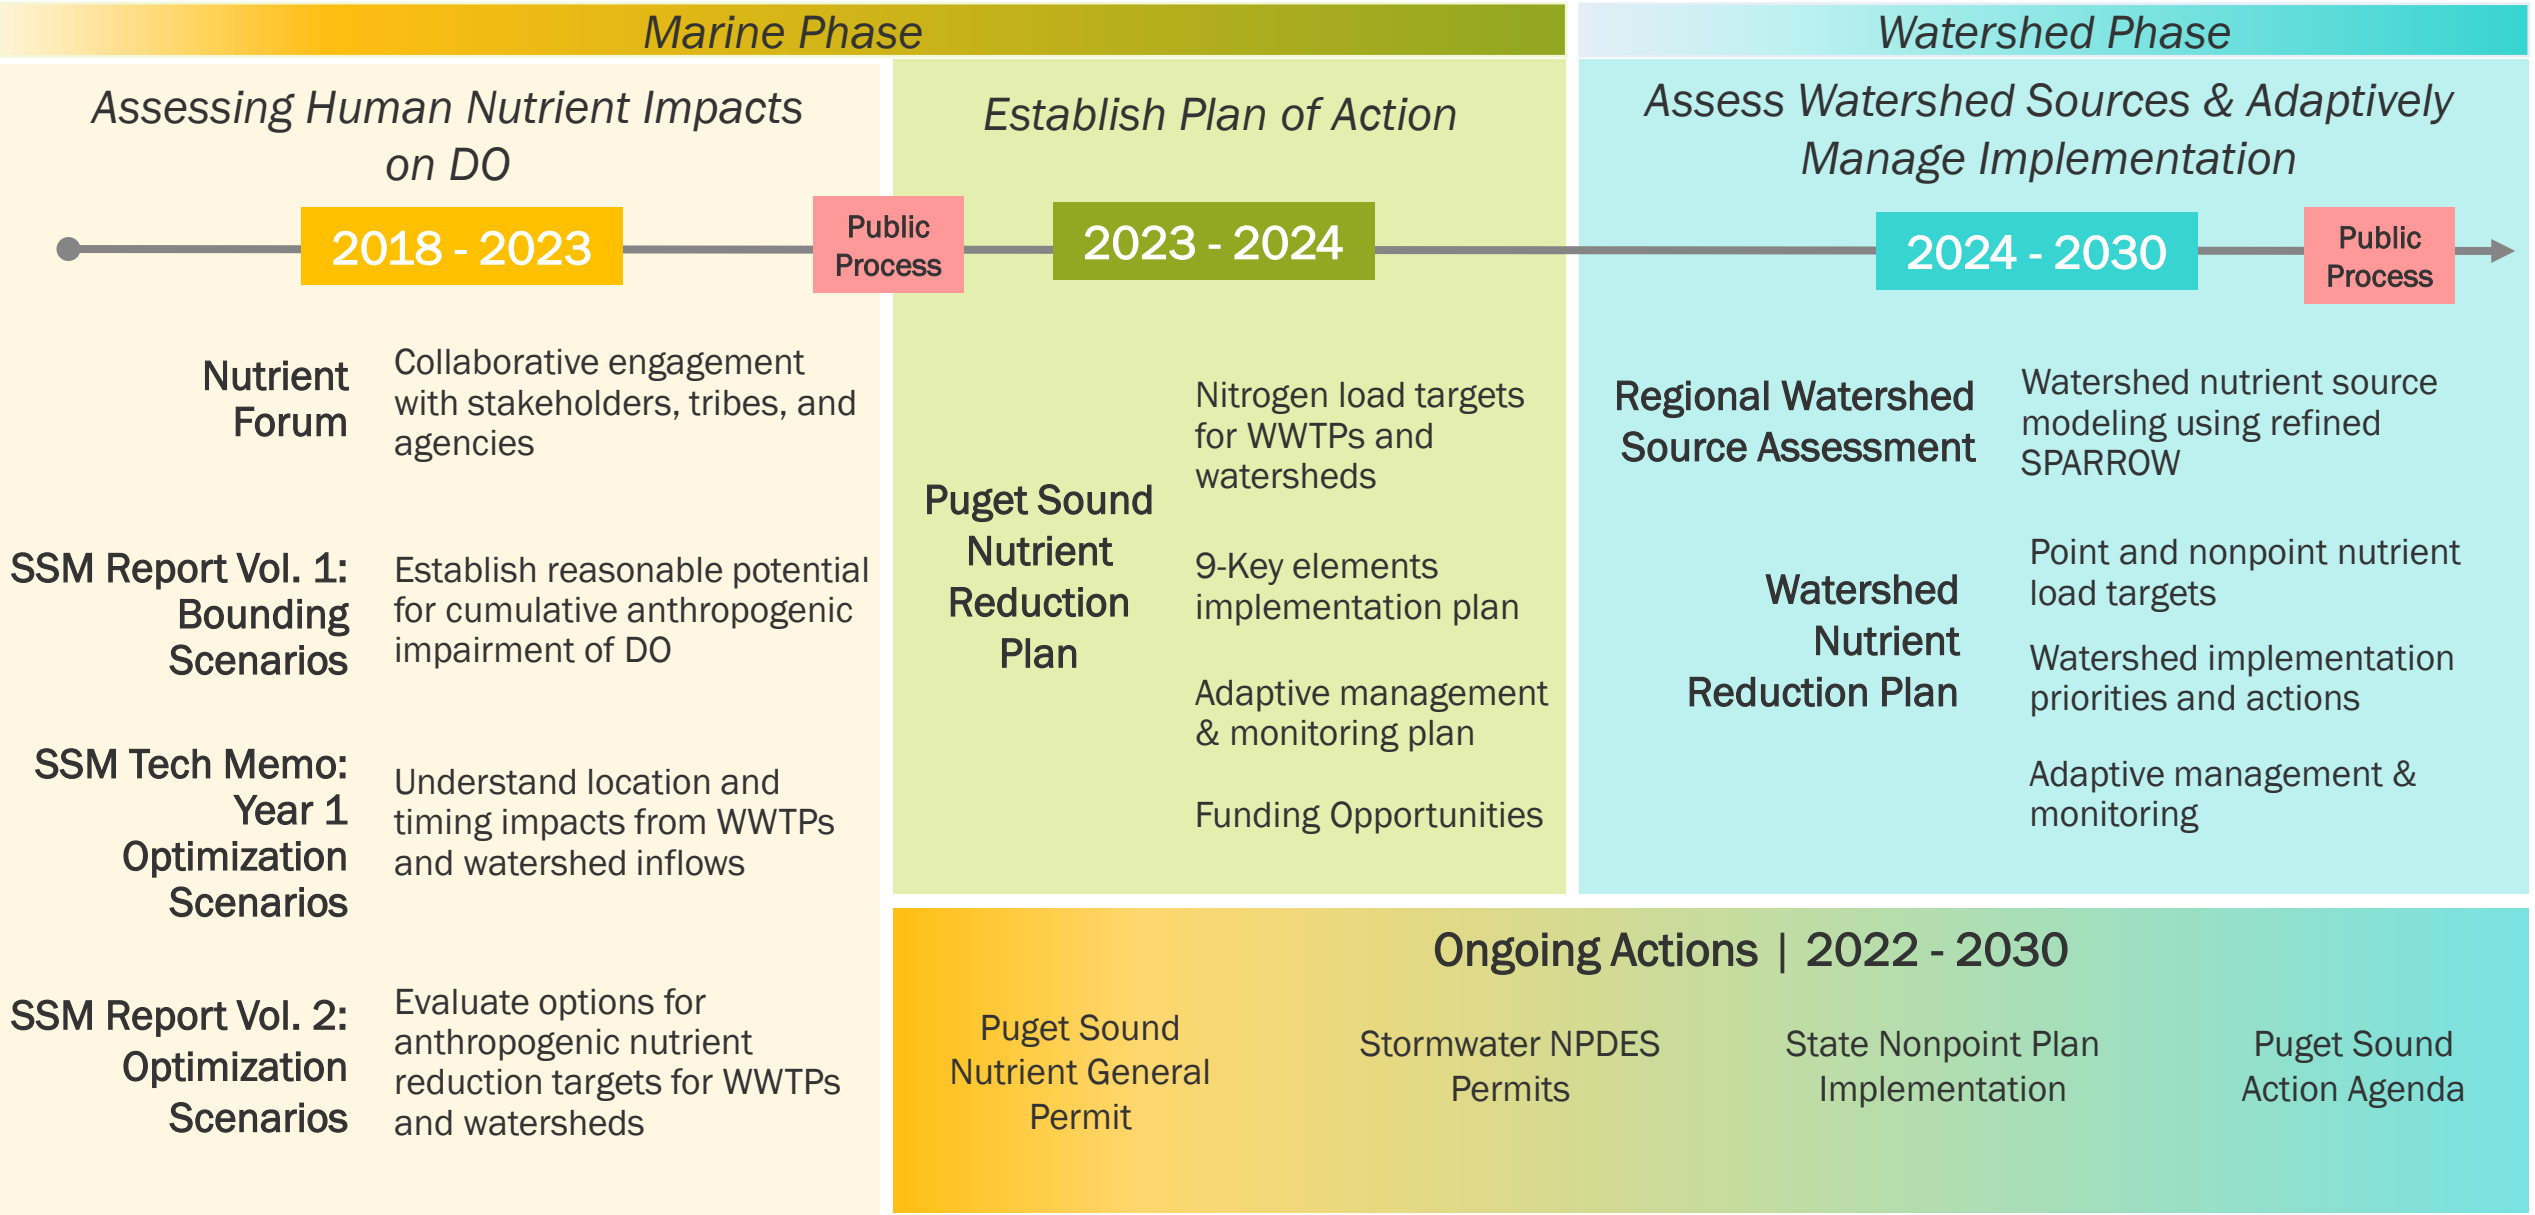 Marine Phase
Watershed Phase
Assessing Human Nutrient Impacts
on DO
2018 - 2023
Public
Process
Nutrient
Forum
Collaborative engagement
with stakeholders, tribes, and
agencies
SSM Report Vol. 1:
Bounding
Scenarios
Establish reasonable potential
for cumulative anthropogenic
impairment of DO
SSM Tech Memo:
Year 1
Optimization
Scenarios
Understand location and
timing impacts from WWTPs
and watershed inflows
SSM Report Vol. 2:
Optimization
Scenarios
Evaluate options for
anthropogenic nutrient
reduction targets for WWTPs
and watersheds
Establish Plan of Action
2023 - 2024
Puget Sound
Nutrient
Reduction
Plan
Nitrogen load targets
for WWTPs and
watersheds
9-Key elements
implementation plan
Adaptive management
& monitoring plan
Funding Opportunities
Assess Watershed Sources & Adaptively
Manage Implementation
2024 - 2030
Public
Process
Regional Watershed
Source Assessment
Watershed nutrient source
modeling using refined
SPARROW
Watershed
Nutrient
Reduction Plan
Point and nonpoint nutrient
load targets
Watershed implementation
priorities and actions
Adaptive management &
monitoring
Ongoing Actions | 2022 - 2030
Puget Sound
Nutrient General
Permit
Stormwater NPDES
Permits
State Nonpoint Plan
Implementation
Puget Sound
Action Agenda